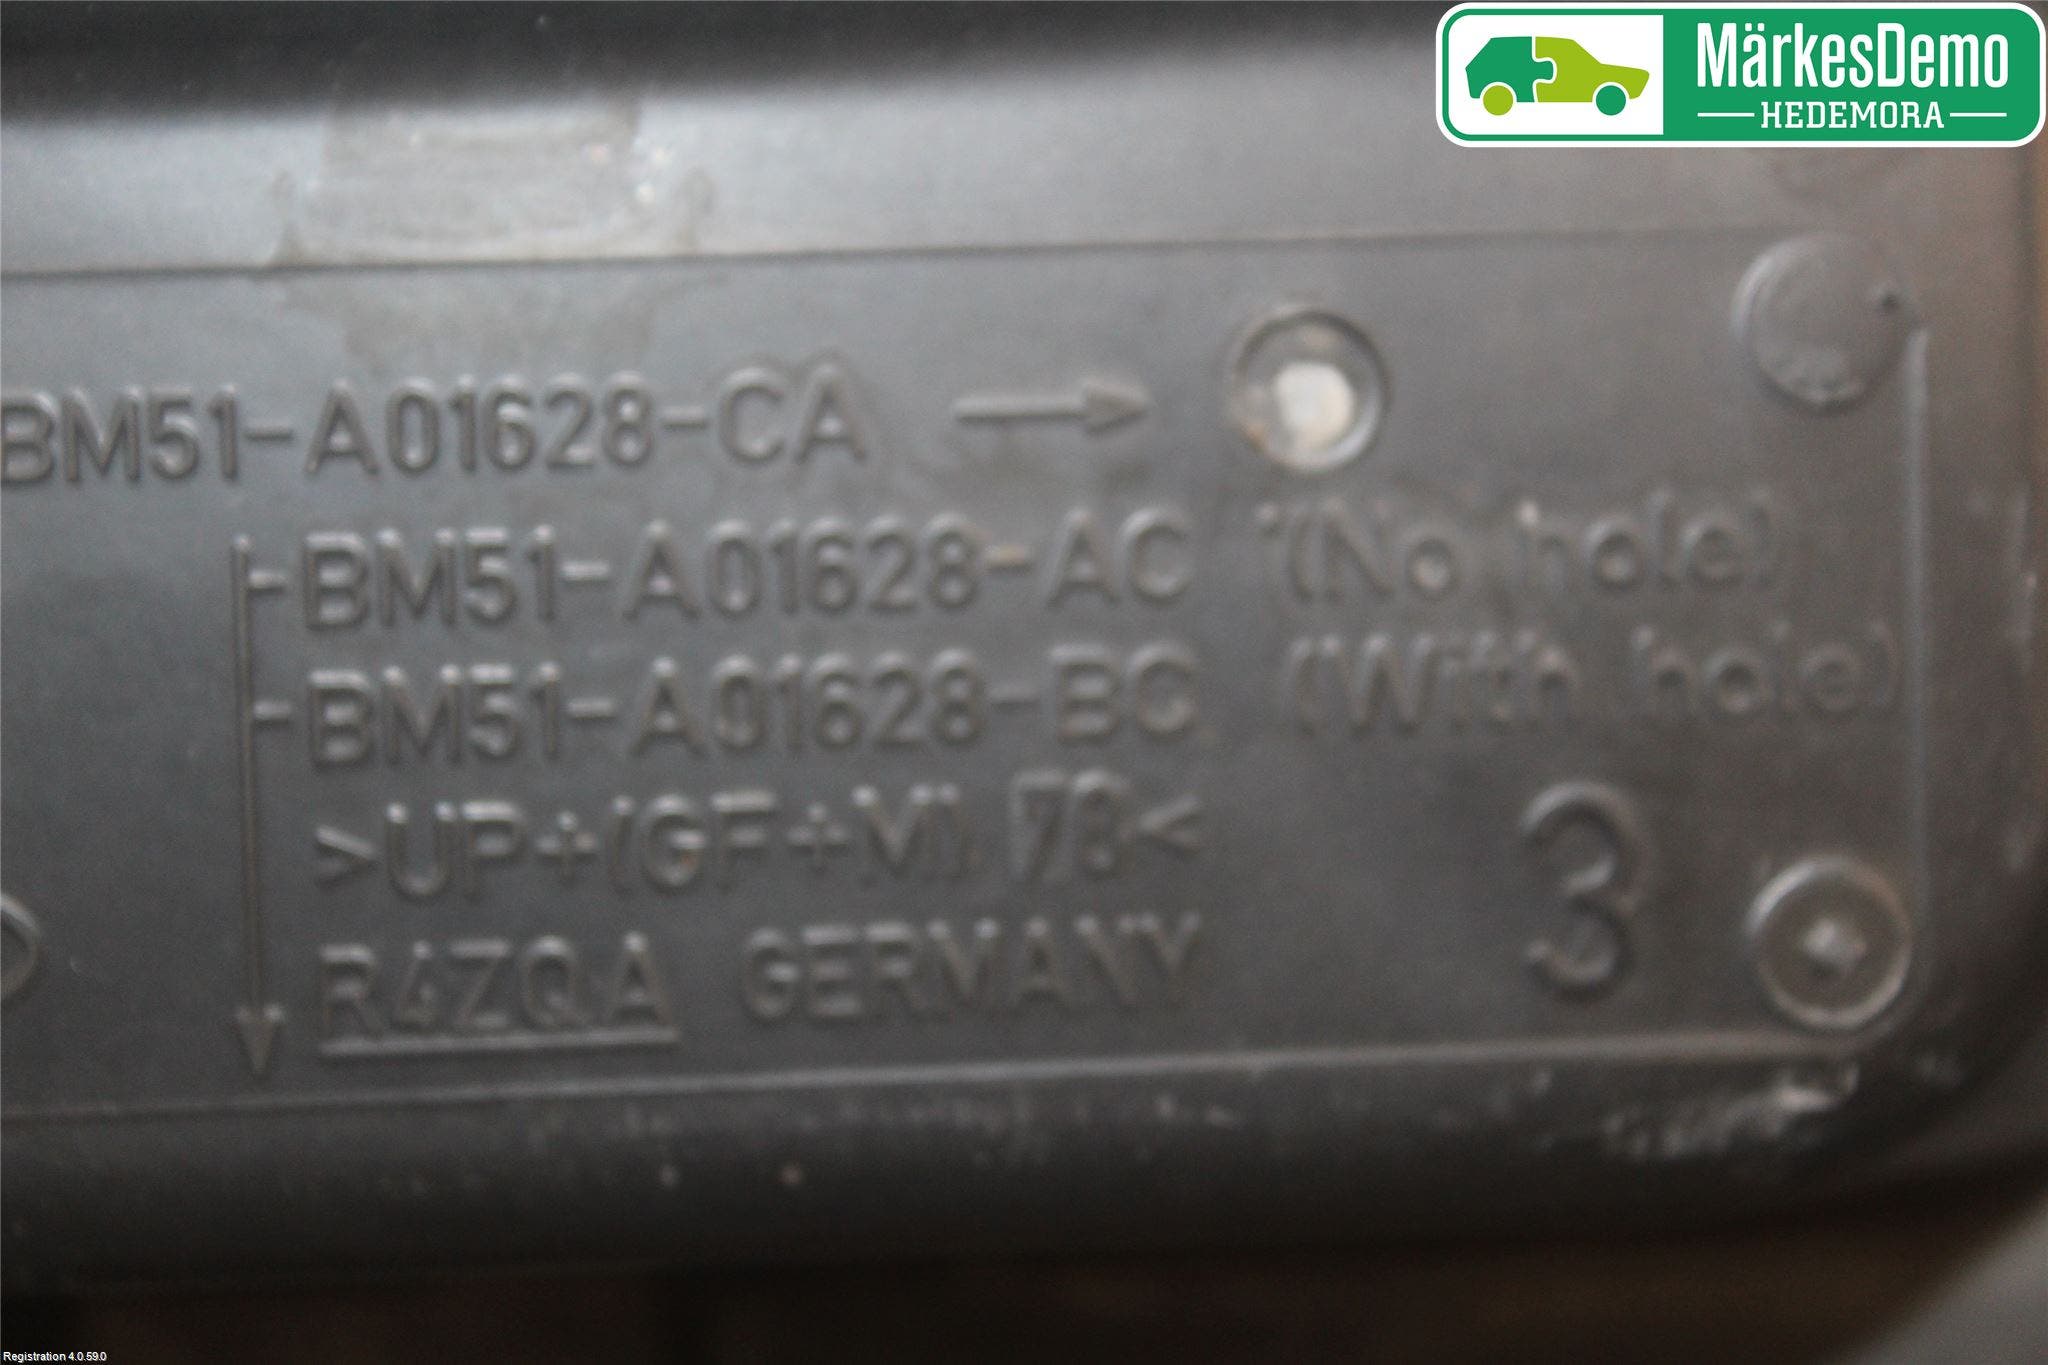 MärkesDemo
HEDEMORA
BM51-A01628-CA
BM51-A01628-AC (No hole)
BM51-A01628-BC (With hole)
>UP+(GF+M) 73<
3
R4ZQA GERMANY
Registration 4.0.59.0